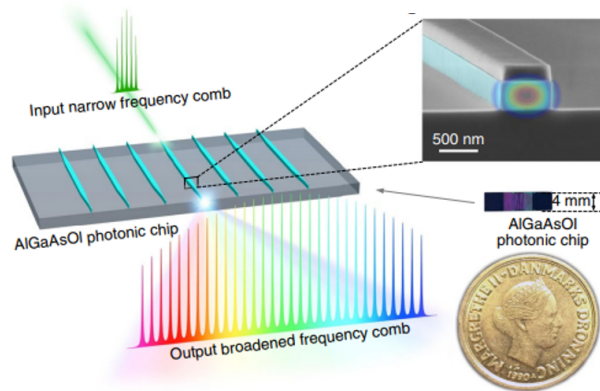 Input narrow frequency comb
500 nm
AlGaAsOI photonic chip
4 mm
AlGaAsOI
photonic chip
Output broadened frequency comb
MARGRETHE II · DANMARKS DRONNING
1990